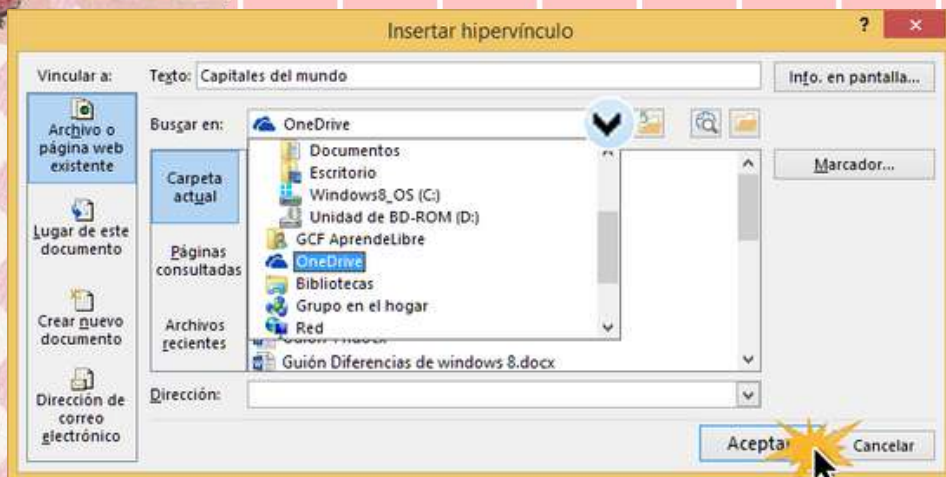 Insertar hipervínculo
?
Vincular a:
Texto: Capitales del mundo
Info. en pantalla...
Archivo o
página web
existente
Buscar en:
OneDrive
Documentos
Escritorio
Windows8_OS (C:)
Unidad de BD-ROM (D:)
GCF AprendeLibre
OneDrive
Bibliotecas
Grupo en el hogar
Red
Guión Diferencias de windows 8.docx
Carpeta
actual
Páginas
consultadas
Archivos
recientes
Marcador...
Lugar de este
documento
Crear nuevo
documento
Dirección de
correo
electrónico
Dirección:
Aceptar
Cancelar